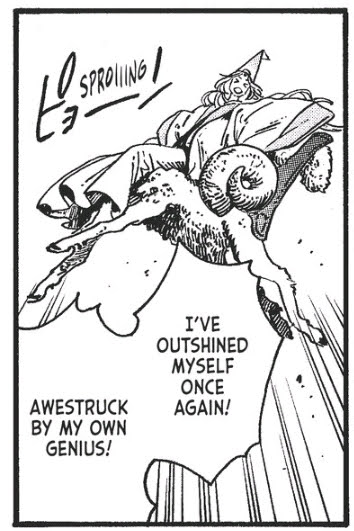 ピョ
SPROIIING!
I'VE
OUTSHINED
MYSELF
ONCE
AGAIN!
AWESTRUCK
BY MY OWN
GENIUS!